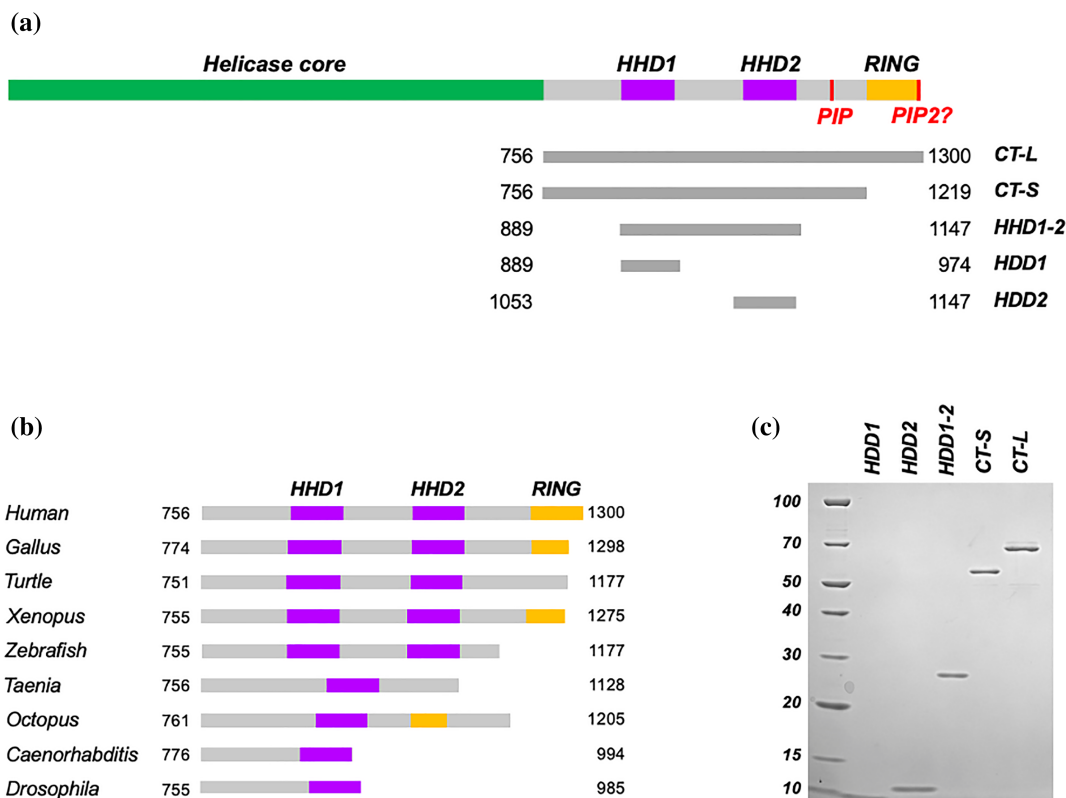 (a)
Helicase core HHD1 HHD2 RING
PIP PIP2?
756 1300 CT-L
756 1219 CT-S
889 1147 HHD1-2
889 974 HDD1
1053 1147 HDD2
(b)
HHD1 HHD2 RING
Human 756 1300
Gallus 774 1298
Turtle 751 1177
Xenopus 755 1275
Zebrafish 755 1177
Taenia 756 1128
Octopus 761 1205
Caenorhabditis 776 994
Drosophila 755 985
(c)
HDD1 HDD2 HDD1-2 CT-S CT-L
100
70
50
40
30
20
15
10